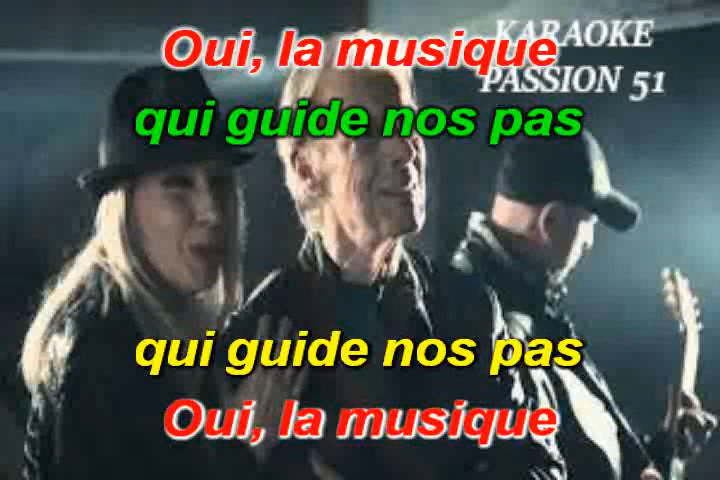 Oui, la musique
KARAOKE
PASSION 51
qui guide nos pas
qui guide nos pas
Oui, la musique